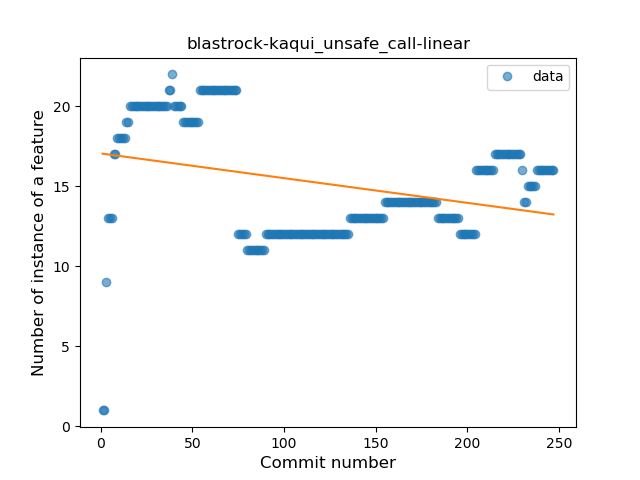 blastrock-kaqui_unsafe_call-linear
data
Number of instance of a feature
20
15
10
5
0
0 50 100 150 200 250
Commit number